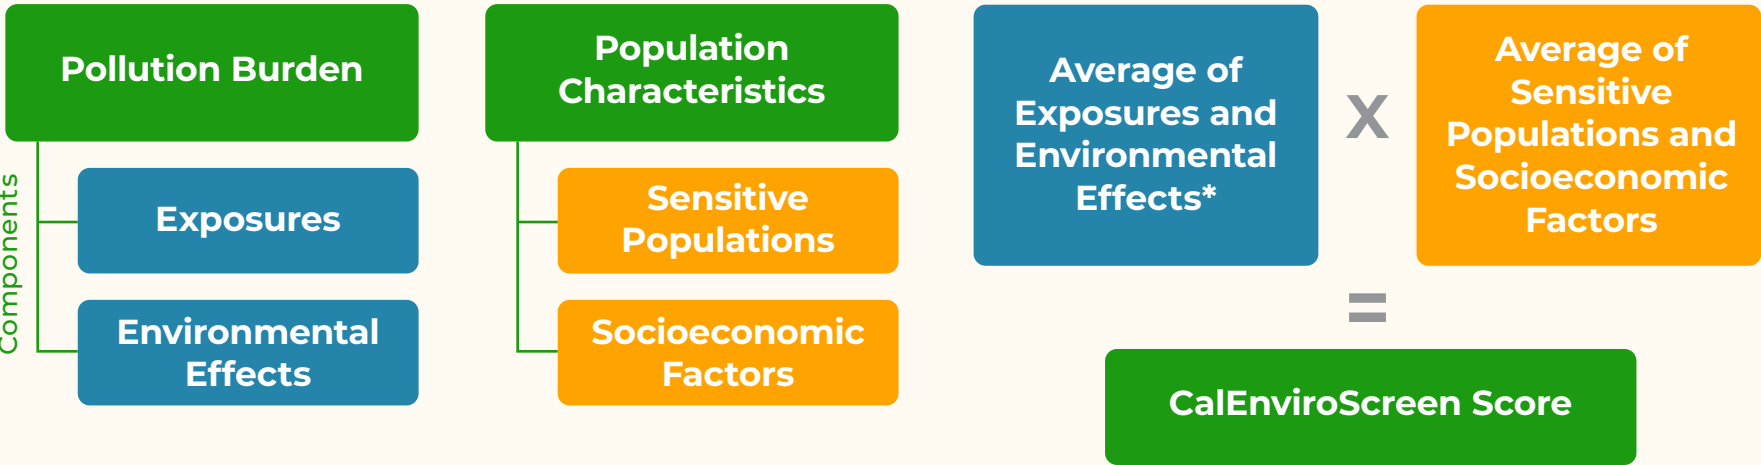 Pollution Burden
Components
Exposures
Environmental
Effects
Population
Characteristics
Sensitive
Populations
Socioeconomic
Factors
Average of
Exposures and
Environmental
Effects*
X
Average of
Sensitive
Populations and
Socioeconomic
Factors
=
CalEnviroScreen Score